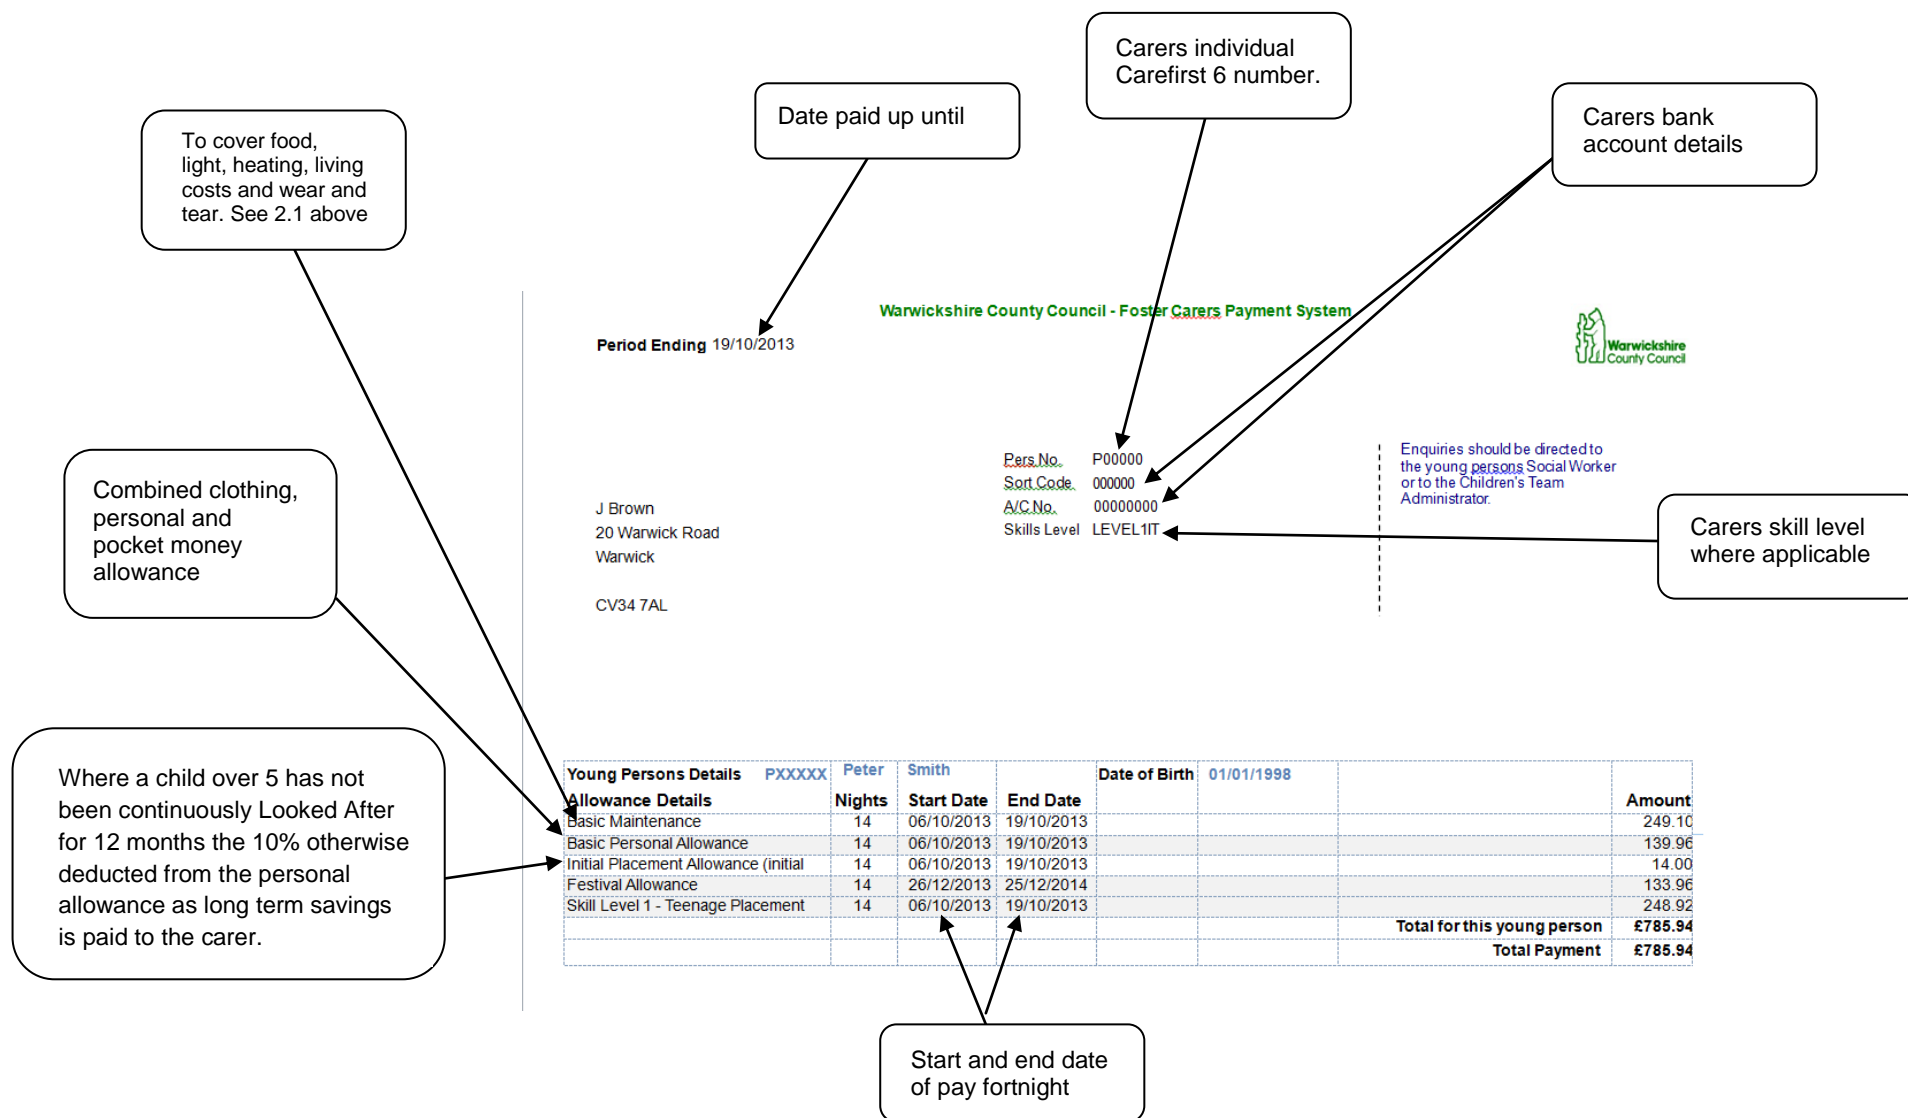 Carers individual
Carefirst 6 number.
Date paid up until
Carers bank
account details
To cover food,
light, heating, living
costs and wear and
tear. See 2.1 above
Warwickshire County Council - Foster Carers Payment System
Period Ending 19/10/2013
Warwickshire
County Council
Combined clothing,
personal and
pocket money
allowance
Pers No. P00000
Sort Code. 000000
A/C No. 00000000
Skills Level LEVEL1IT
Enquiries should be directed to
the young persons Social Worker
or to the Children's Team
Administrator.
J Brown
20 Warwick Road
Warwick
CV34 7AL
Carers skill level
where applicable
Where a child over 5 has not
been continuously Looked After
for 12 months the 10% otherwise
deducted from the personal
allowance as long term savings
is paid to the carer.
Young Persons Details PXXXXX Peter Smith Date of Birth 01/01/1998
Allowance Details Nights Start Date End Date Amount
Basic Maintenance 14 06/10/2013 19/10/2013 249.10
Basic Personal Allowance 14 06/10/2013 19/10/2013 139.96
Initial Placement Allowance (initial 14 06/10/2013 19/10/2013 14.00
Festival Allowance 14 26/12/2013 25/12/2014 133.96
Skill Level 1 - Teenage Placement 14 06/10/2013 19/10/2013 248.92
Total for this young person £785.94
Total Payment £785.94
Start and end date
of pay fortnight